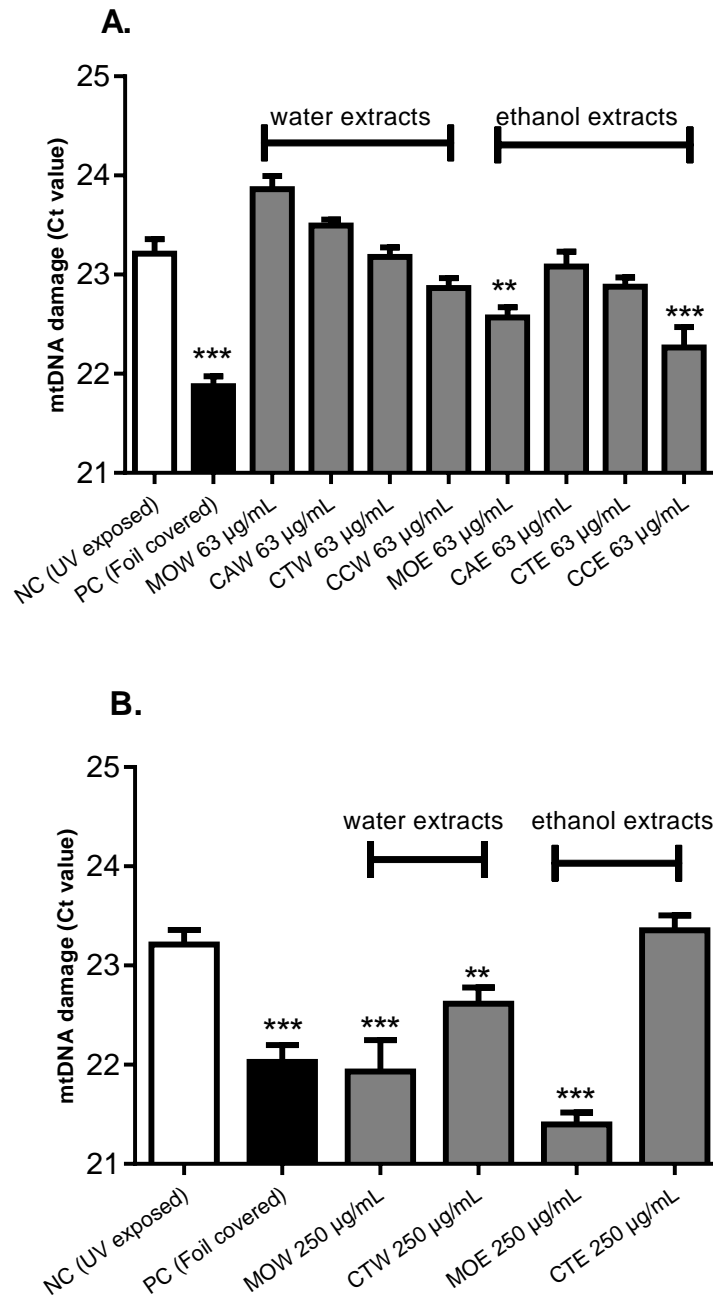 A.
mtDNA damage (Ct value)
25
24
23
22
21
water extracts
ethanol extracts
***
**
***
NC (UV exposed)
PC (Foil covered)
MOW 63 µg/mL
CAW 63 µg/mL
CTW 63 µg/mL
CCW 63 µg/mL
MOE 63 µg/mL
CAE 63 µg/mL
CTE 63 µg/mL
CCE 63 µg/mL
B.
mtDNA damage (Ct value)
25
24
23
22
21
water extracts
ethanol extracts
***
***
**
***
NC (UV exposed)
PC (Foil covered)
MOW 250 µg/mL
CTW 250 µg/mL
MOE 250 µg/mL
CTE 250 µg/mL